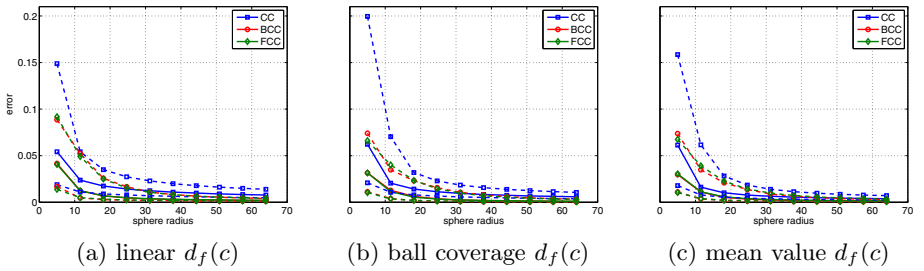 0.2
0.15
0.1
0.05
0
error
0 10 20 30 40 50 60 70
sphere radius
CC
BCC
FCC
0 10 20 30 40 50 60 70
sphere radius
CC
BCC
FCC
0 10 20 30 40 50 60 70
sphere radius
CC
BCC
FCC
(a) linear d_f(c)
(b) ball coverage d_f(c)
(c) mean value d_f(c)